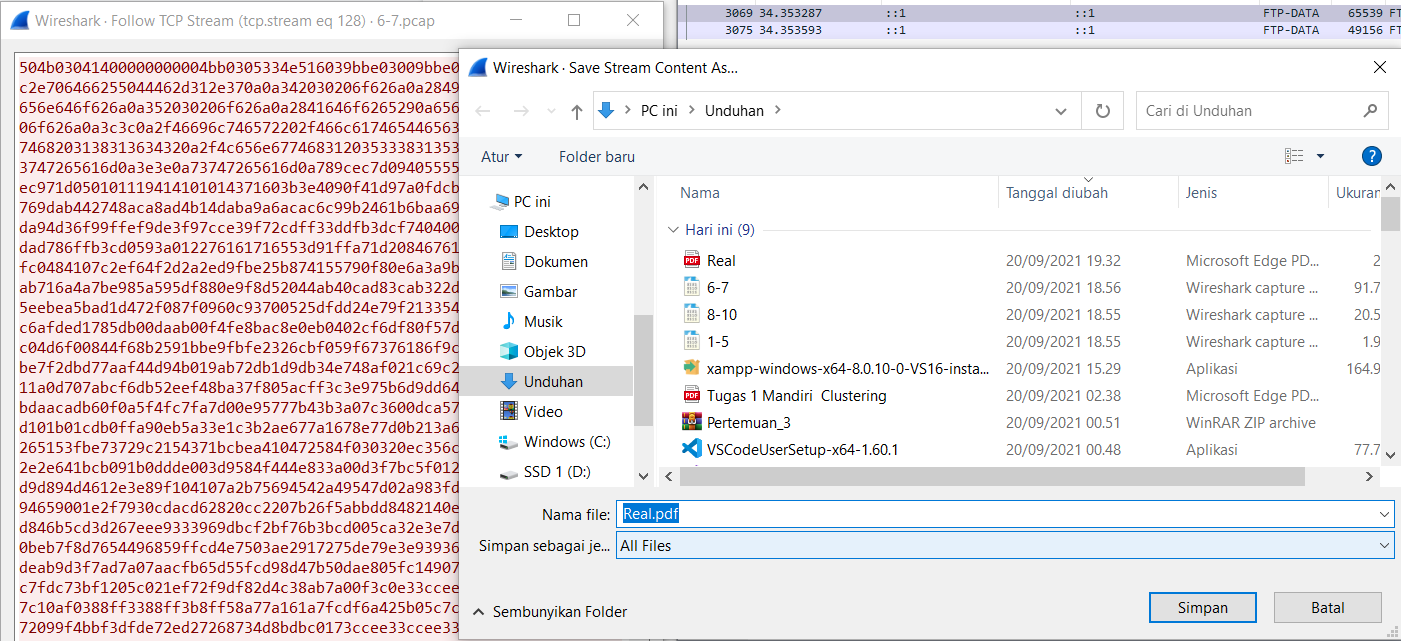 Wireshark · Follow TCP Stream (tcp.stream eq 128) · 6-7.pcap
3069 34.353287 ::1 ::1 FTP-DATA 65539 FT
3075 34.353593 ::1 ::1 FTP-DATA 49156 FT
504b03041400000000004bb0305334e516039bbe03009bbe0
c2e706466255044462d312e370a0a342030206f626a0a2849
656e646f626a0a352030206f626a0a2841646f6265290a656
06f626a0a3c3c0a2f46696c746572202f466c617465446563
7468203138313634320a2f4c656e677468312035333831353
3747265616d0a3e3e0a73747265616d0a789cec7d09405555
ec971d050101119414101014371603b3e4090f41d97a0fdcb
769dab442748aca8ad4b14daba9a6acac6c99b2461b6baa69
da94d36f99ffef9de3f97cce39f72cdff33ddfb3dcf740400
dad786ffb3cd0593a012276161716553d91ffa71d20846761
fc0484107c2ef64f2d2a2ed9fbe25b874155790f80e6a3a9b
ab716a4a7be985a595df880e9f8d52044ab40cad83cab322d
5eebea5bad1d472f087f0960c93700525dfdd24e79f213354
c6afded1785db00daab00f4fe8bac8e0eb0402cf6df80f57d
c04d6f00844f68b2591bbe9fbfe2326cbf059f67376186f9c
be7f2dbd77aaf44d94b019ab72db1d9db34e748af021c69c2
11a0d707abcf6db52eef48ba37f805acff3c3e975b6d9dd64
bdaacadb60f0a5f4fc7fa7d00e95777b43b3a07c3600dca57
d101b01cdb0ffa90eb5a33e1c3b2ae677a1678e77d0b213a6
265153fbe73729c2154371bcbea410472584f030320ec356c
2e2e641bcb091b0ddde003d9584f444e833a00d3f7bc5f012
d9d894d4612e3e89f104107a2b75694542a49547d02a983fd
94659001e2f7930cdacd62820cc2207b26f5abbdd8482140e
d846b5cd3d267eee9333969dbcf2bf76b3bcd005ca32e3e7d
0beb7f8d7654496859ffcd4e7503ae2917275de79e3e93936
deab9d3f7ad7a07aacfb65d55fcd98d47b50dae805fc14907
c7fdc73bf1205c021ef72f9df82d4c38ab7a00f3c0e33ccee
7c10af0388ff3388ff3b8ff58a77a161a7fcdf6a425b05c7c
72099f4bbf3dfde72ed27268734d8bdbc0173ccee33ccee33
Wireshark · Save Stream Content As...
PC ini
Unduhan
Cari di Unduhan
Atur
Folder baru
?
PC ini
Desktop
Dokumen
Gambar
Musik
Objek 3D
Unduhan
Video
Windows (C:)
SSD 1 (D:)
Nama Tanggal diubah Jenis Ukuran
Hari ini (9)
Real 20/09/2021 19.32 Microsoft Edge PD... 2
6-7 20/09/2021 18.56 Wireshark capture ... 91.7
8-10 20/09/2021 18.55 Wireshark capture ... 20.5
1-5 20/09/2021 18.55 Wireshark capture ... 1.9
xampp-windows-x64-8.0.10-0-VS16-insta... 20/09/2021 15.29 Aplikasi 164.9
Tugas 1 Mandiri  Clustering 20/09/2021 02.38 Microsoft Edge PD...
Pertemuan_3 20/09/2021 00.51 WinRAR ZIP archive
VSCodeUserSetup-x64-1.60.1 20/09/2021 00.48 Aplikasi 77.7
Nama file: Real.pdf
Simpan sebagai je... All Files
Sembunyikan Folder
Simpan
Batal